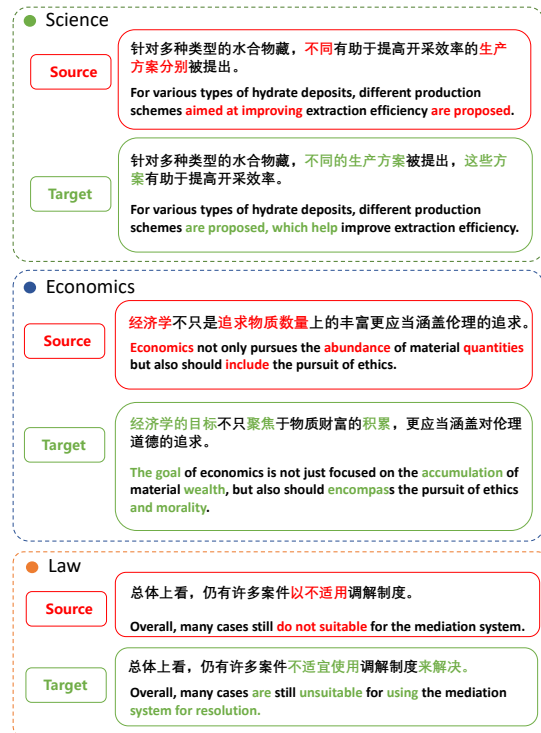 Science
Source
针对多种类型的水合物藏，不同有助于提高开采效率的生产
方案分别被提出。
For various types of hydrate deposits, different production
schemes aimed at improving extraction efficiency are proposed.
Target
针对多种类型的水合物藏，不同的生产方案被提出，这些方
案有助于提高开采效率。
For various types of hydrate deposits, different production
schemes are proposed, which help improve extraction efficiency.
Economics
Source
经济学不只是追求物质数量上的丰富更应当涵盖伦理的追求。
Economics not only pursues the abundance of material quantities
but also should include the pursuit of ethics.
Target
经济学的目标不只聚焦于物质财富的积累，更应当涵盖对伦理
道德的追求。
The goal of economics is not just focused on the accumulation of
material wealth, but also should encompass the pursuit of ethics
and morality.
Law
Source
总体上看，仍有许多案件以不适用调解制度。
Overall, many cases still do not suitable for the mediation system.
Target
总体上看，仍有许多案件不适宜使用调解制度来解决。
Overall, many cases are still unsuitable for using the mediation
system for resolution.